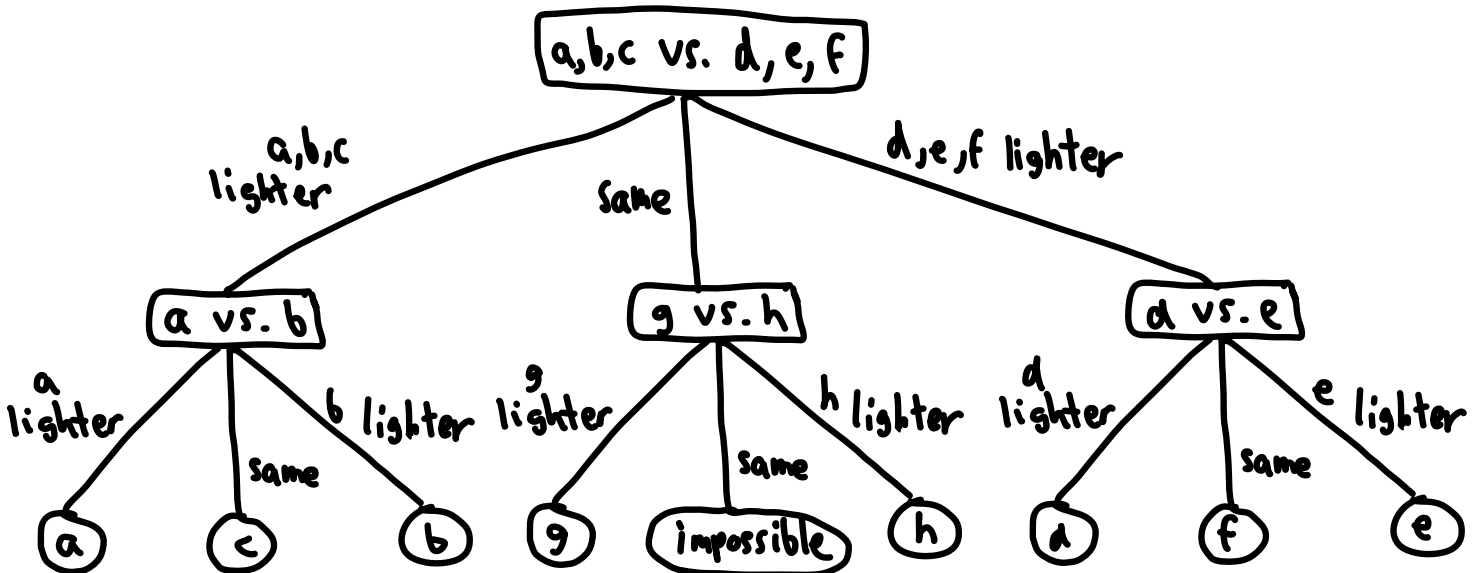 a,b,c vs. d,e,f
a,b,c
lighter
same
d,e,f lighter
a vs. b
g vs. h
d vs. e
a
lighter
same
b lighter
g
lighter
same
h lighter
d
lighter
same
e lighter
a
c
b
g
impossible
h
d
f
e